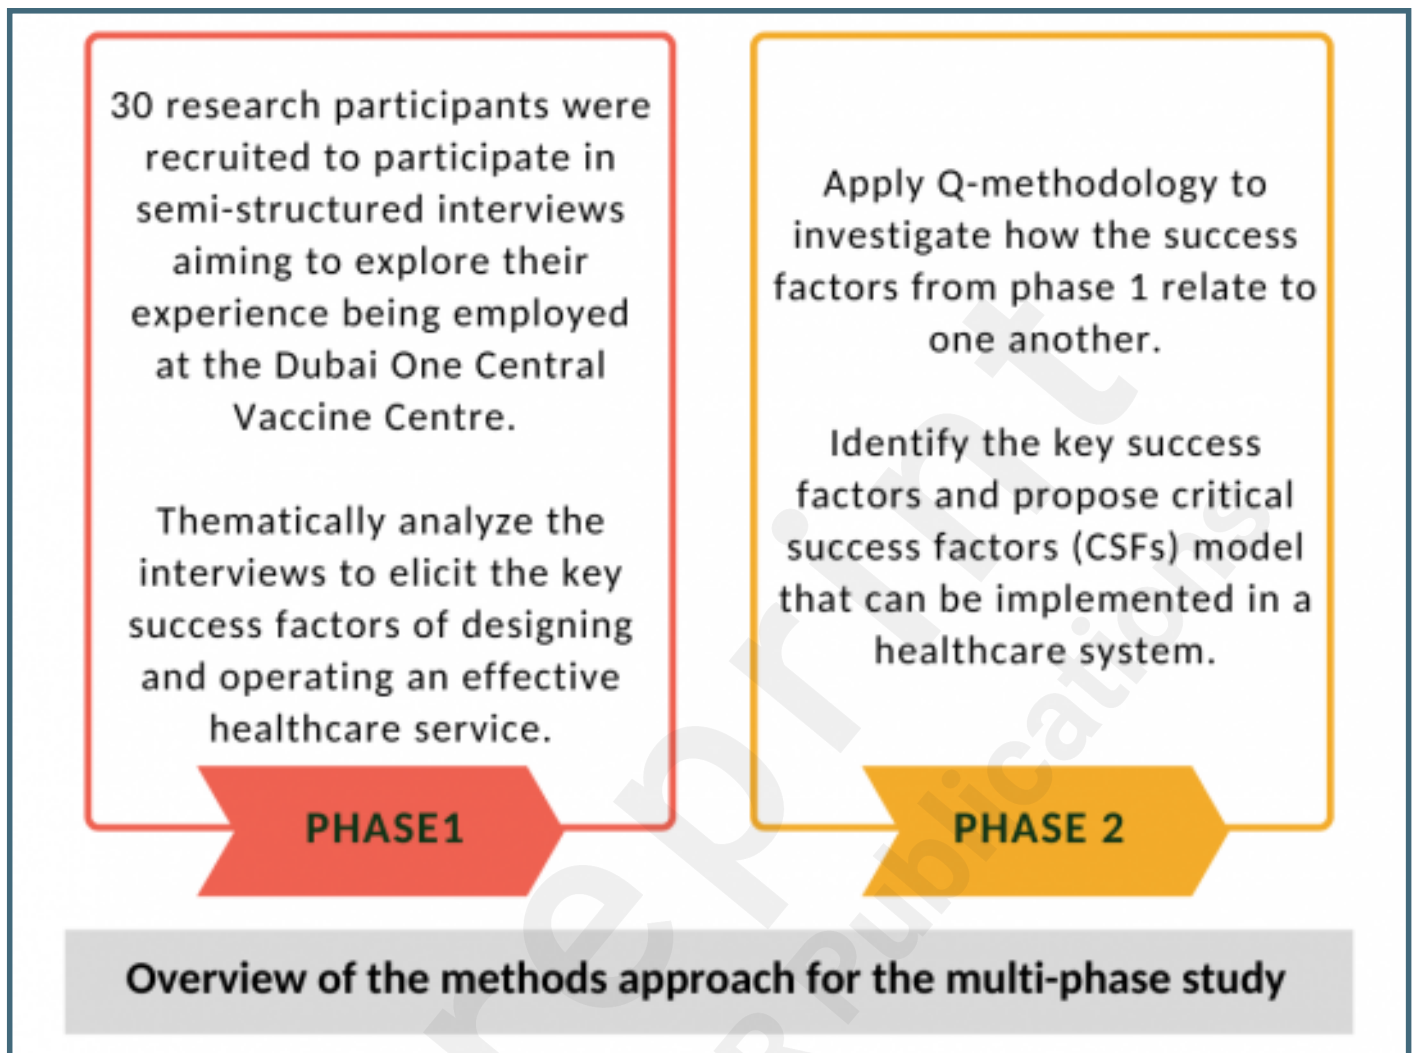 30 research participants were
recruited to participate in
semi-structured interviews
aiming to explore their
experience being employed
at the Dubai One Central
Vaccine Centre.
Thematically analyze the
interviews to elicit the key
success factors of designing
and operating an effective
healthcare service.
PHASE1
Apply Q-methodology to
investigate how the success
factors from phase 1 relate to
one another.
Identify the key success
factors and propose critical
success factors (CSFs) model
that can be implemented in a
healthcare system.
PHASE 2
Overview of the methods approach for the multi-phase study
reprint
R Publications